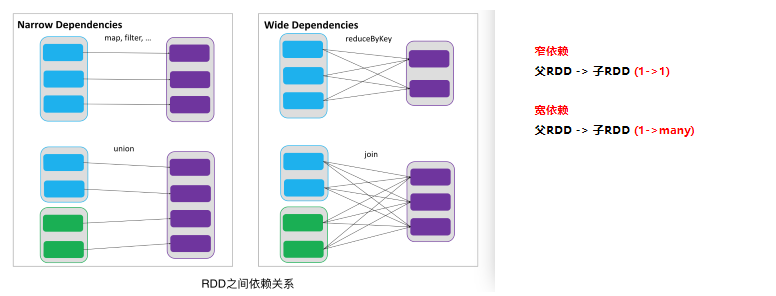 Narrow Dependencies
map, filter, ...
union
Wide Dependencies
reduceByKey
join
RDD之间依赖关系
窄依赖
父RDD -> 子RDD (1->1)
宽依赖
父RDD -> 子RDD (1->many)